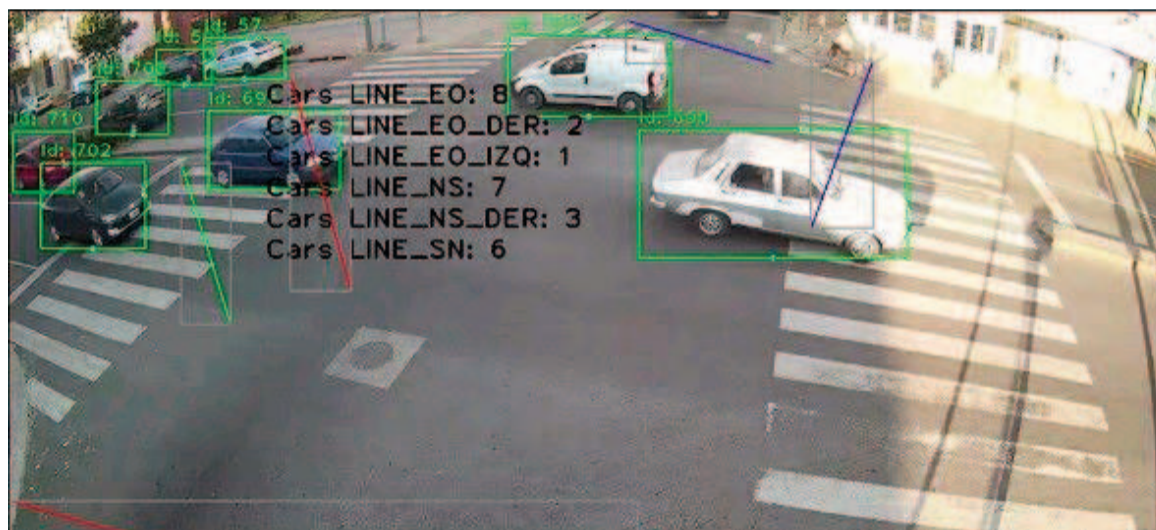 Id: 57
Id: 710
Id: 702
Id: 690
Cars LINE_EO: 8
Cars LINE_EO_DER: 2
Cars LINE_EO_IZQ: 1
Cars LINE_NS: 7
Cars LINE_NS_DER: 3
Cars LINE_SN: 6